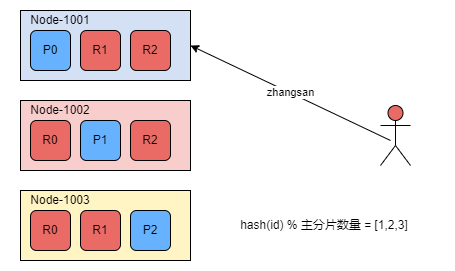 Node-1001
P0 R1 R2
zhangsan
Node-1002
R0 P1 R2
Node-1003
R0 R1 P2
hash(id) % 主分片数量 = [1,2,3]